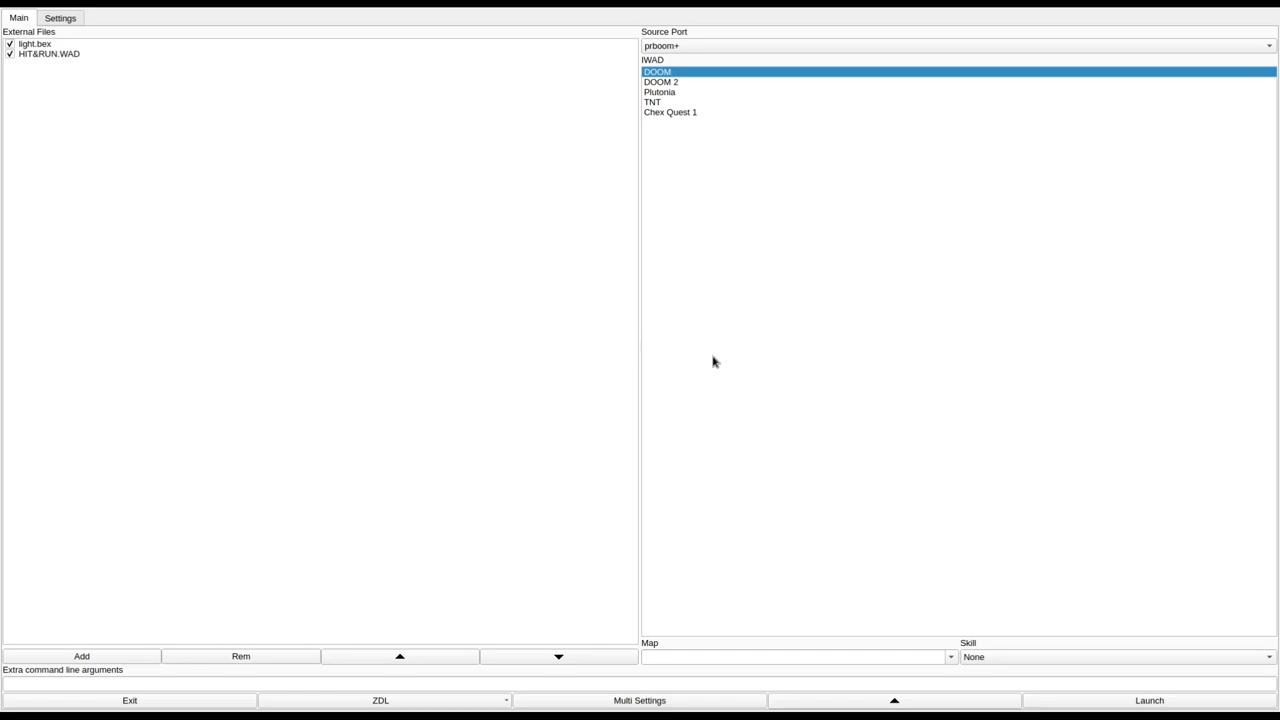 Main Settings
External Files
light.bex
HIT&RUN.WAD
Source Port
prboom+
IWAD
DOOM
DOOM 2
Plutonia
TNT
Chex Quest 1
Map Skill
None
Add Rem
Extra command line arguments
Exit ZDL Multi Settings Launch